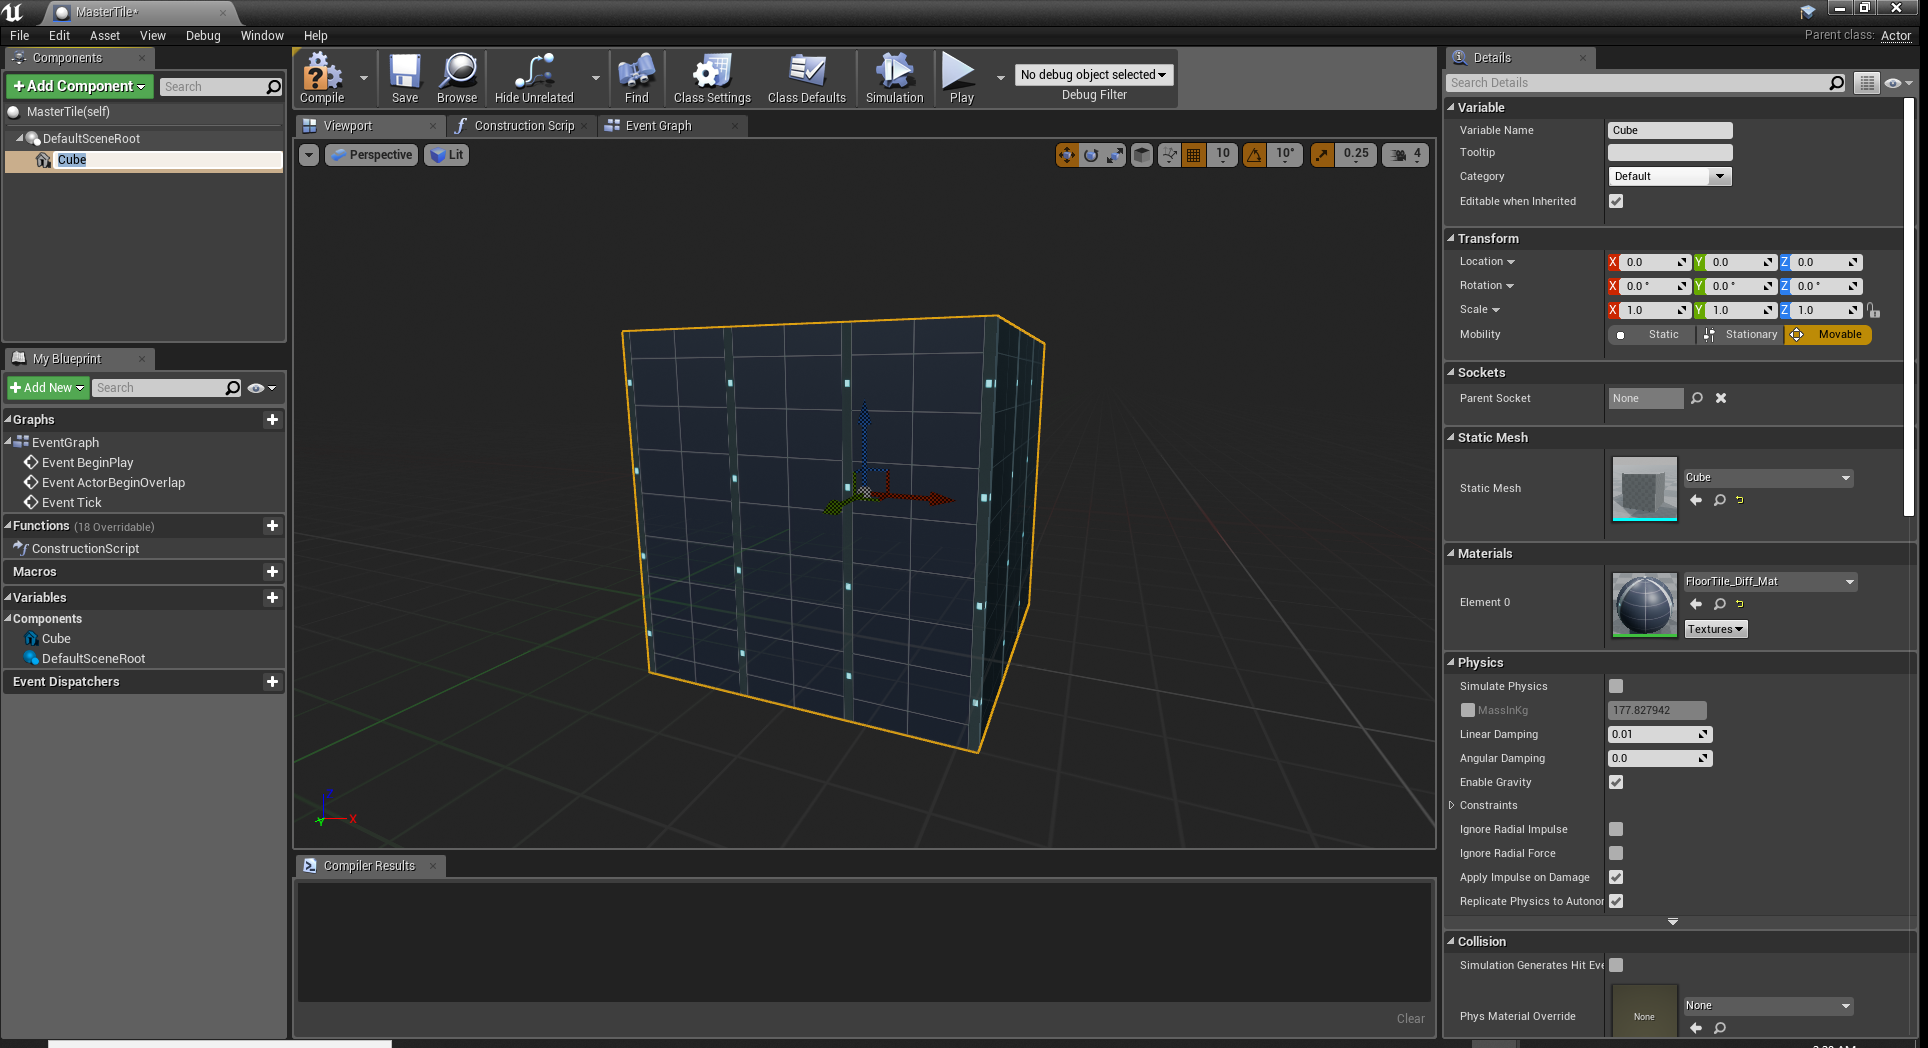 MasterTile*
File Edit Asset View Debug Window Help
Parent class: Actor
Components
+Add Component
Search
MasterTile(self)
DefaultSceneRoot
Cube
My Blueprint
+Add New
Search
Graphs
EventGraph
Event BeginPlay
Event ActorBeginOverlap
Event Tick
Functions (18 Overridable)
ConstructionScript
Macros
Variables
Components
Cube
DefaultSceneRoot
Event Dispatchers
Compile Save Browse Hide Unrelated Find Class Settings Class Defaults Simulation Play
No debug object selected
Debug Filter
Viewport Construction Scrip Event Graph
Perspective Lit
10 10° 0.25 4
Z
Y X
Compiler Results
Clear
Details
Search Details
Variable
Variable Name Cube
Tooltip
Category Default
Editable when Inherited
Transform
Location X 0.0 Y 0.0 Z 0.0
Rotation X 0.0 ° Y 0.0 ° Z 0.0 °
Scale X 1.0 Y 1.0 Z 1.0
Mobility Static Stationary Movable
Sockets
Parent Socket None
Static Mesh
Static Mesh Cube
Materials
Element 0 FloorTile_Diff_Mat
Textures
Physics
Simulate Physics
MassInKg 177.827942
Linear Damping 0.01
Angular Damping 0.0
Enable Gravity
Constraints
Ignore Radial Impulse
Ignore Radial Force
Apply Impulse on Damage
Replicate Physics to Autonor
Collision
Simulation Generates Hit Eve
Phys Material Override None None